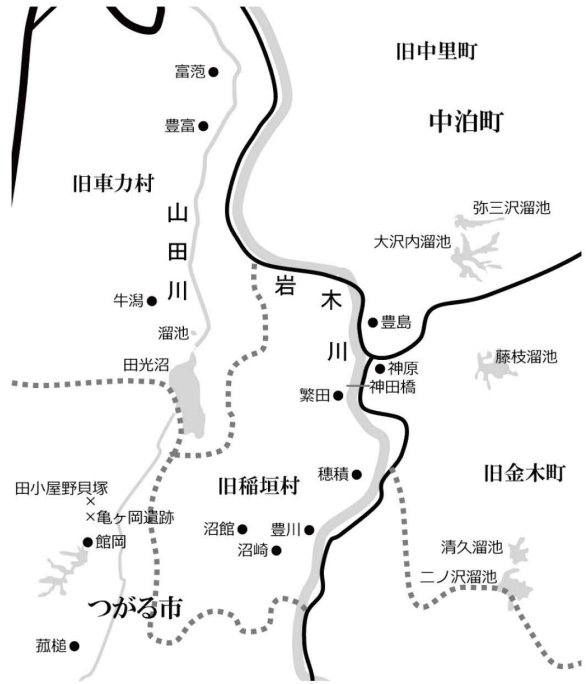 旧中里町
富萢
中泊町
豊富
旧車力村
弥三沢溜池
山田川
大沢内溜池
岩木川
牛潟
豊島
溜池
田光沼
藤枝溜池
神原
神田橋
繁田
穂積
旧稲垣村
旧金木町
田小屋野貝塚
亀ヶ岡遺跡
沼館
豊川
館岡
沼崎
清久溜池
二ノ沢溜池
つがる市
菰槌